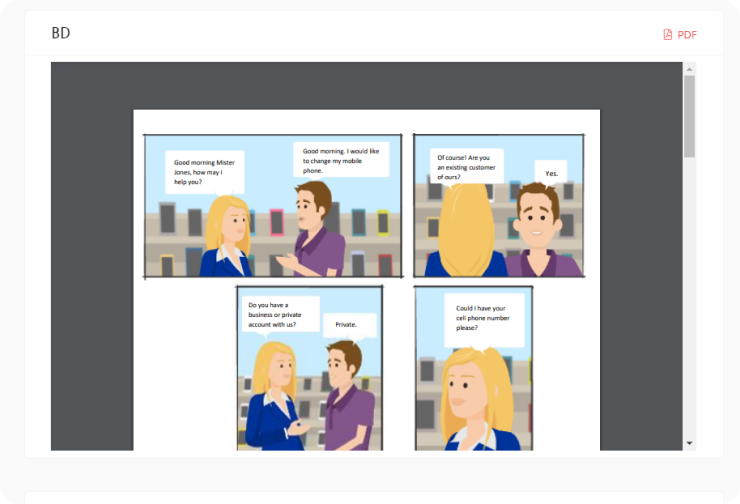 BD
PDF
Good morning Mister
Jones, how may I
help you?
Good morning. I would like
to change my mobile
phone.
Of course! Are you
an existing customer
of ours?
Yes.
Do you have a
business or private
account with us?
Private.
Could I have your
cell phone number
please?